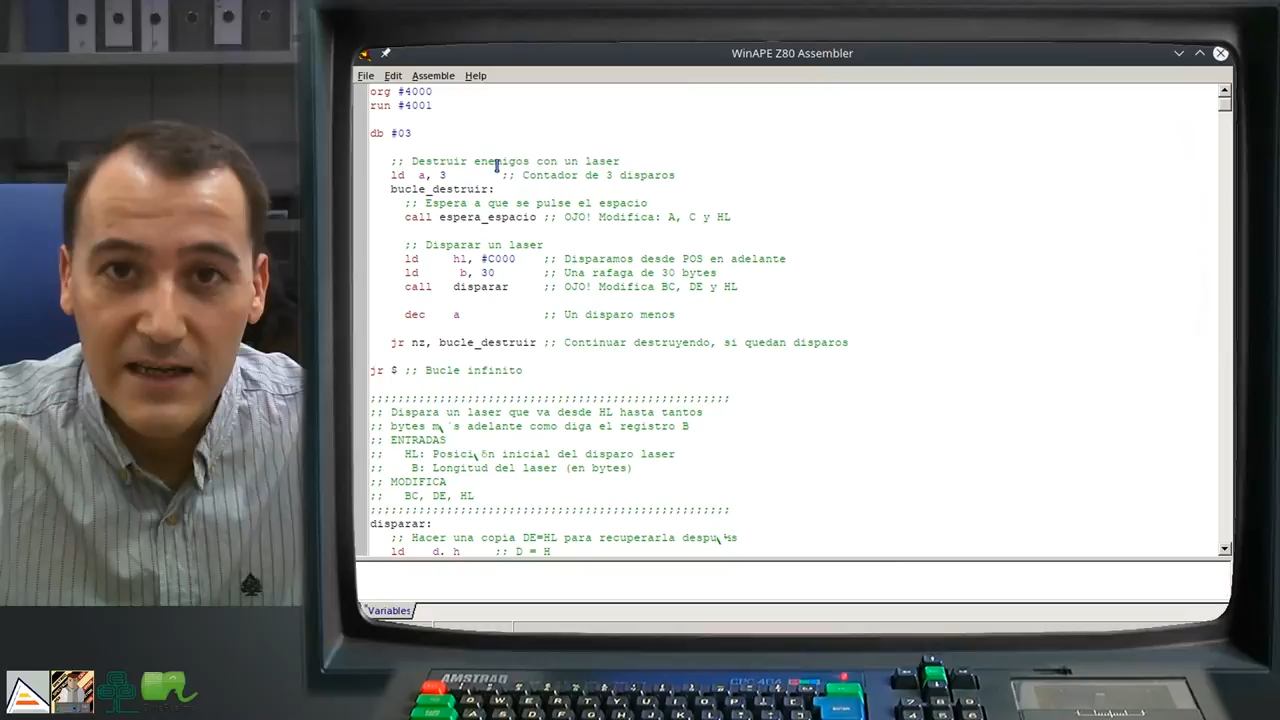 WinAPE Z80 Assembler
File Edit Assemble Help
org #4000
run #4001
db #03
;; Destruir enemigos con un laser
ld a, 3 ;; Contador de 3 disparos
bucle_destruir:
;; Espera a que se pulse el espacio
call espera_espacio ;; OJO! Modifica: A, C y HL
;; Disparar un laser
ld hl, #C000 ;; Disparamos desde POS en adelante
ld b, 30 ;; Una rafaga de 30 bytes
call disparar ;; OJO! Modifica BC, DE y HL
dec a ;; Un disparo menos
jr nz, bucle_destruir ;; Continuar destruyendo, si quedan disparos
jr $ ;; Bucle infinito
;;;;;;;;;;;;;;;;;;;;;;;;;;;;;;;;;;;;;;;;;;;;;;;;;;;;
;; Dispara un laser que va desde HL hasta tantos
;; bytes adelante como diga el registro B
;; ENTRADAS
;; HL: inicial del disparo laser
;; B: Longitud del laser (en bytes)
;; MODIFICA
;; BC, DE, HL
;;;;;;;;;;;;;;;;;;;;;;;;;;;;;;;;;;;;;;;;;;;;;;;;;;;;
disparar:
;; Hacer una copia DE=HL para recuperarla
ld d, h ;; D = H
Variables
AMSTRAD